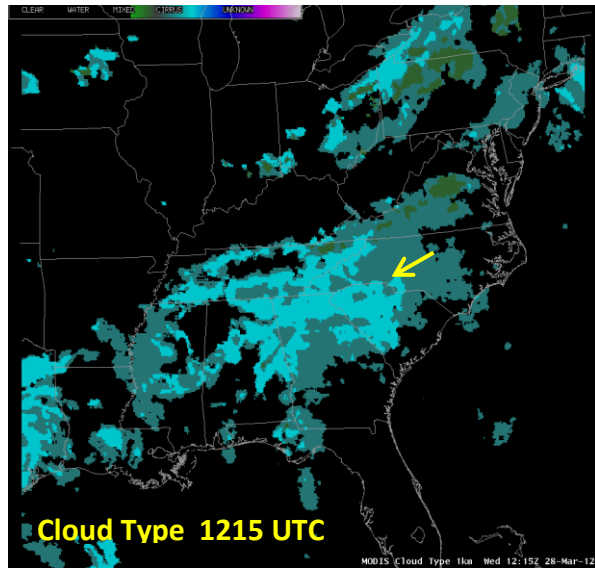 CLEAR WATER MIXED CIRRUS UNKNOWN
Cloud Type 1215 UTC
MODIS Cloud Type 1km Wed 12:15Z 28-Mar-12